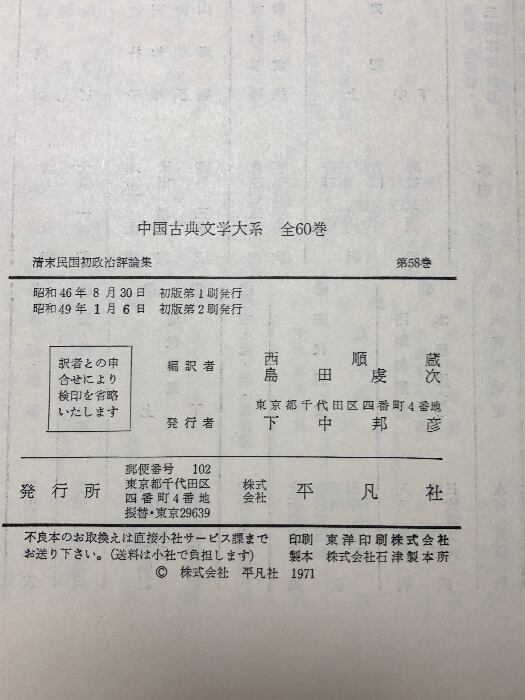 中国古典文学大系 全60巻
清末民国初政治評論集 第58巻
昭和46年8月30日 初版第1刷発行
昭和49年1月6日 初版第2刷発行
訳者との申
合せにより
検印を省略
いたします
編訳者 西順蔵
島田虔次
東京都千代田区四番町4番地
発行者 下中邦彦
発行所
郵便番号 102
東京都千代田区
四番町4番地
振替・東京29639
株式
会社 平凡社
不良本のお取換えは直接小社サービス課まで
お送り下さい。(送料は小社で負担します)
印刷 東洋印刷株式会社
製本 株式会社石津製本所
© 株式会社 平凡社 1971